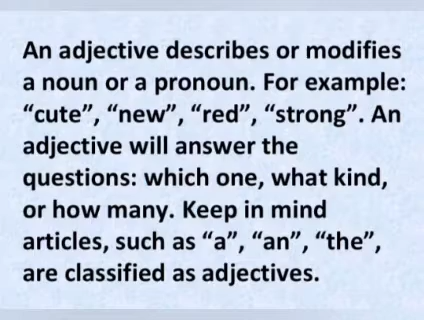 An adjective describes or modifies
a noun or a pronoun. For example:
“cute”, “new”, “red”, “strong”. An
adjective will answer the
questions: which one, what kind,
or how many. Keep in mind
articles, such as “a”, “an”, “the”,
are classified as adjectives.